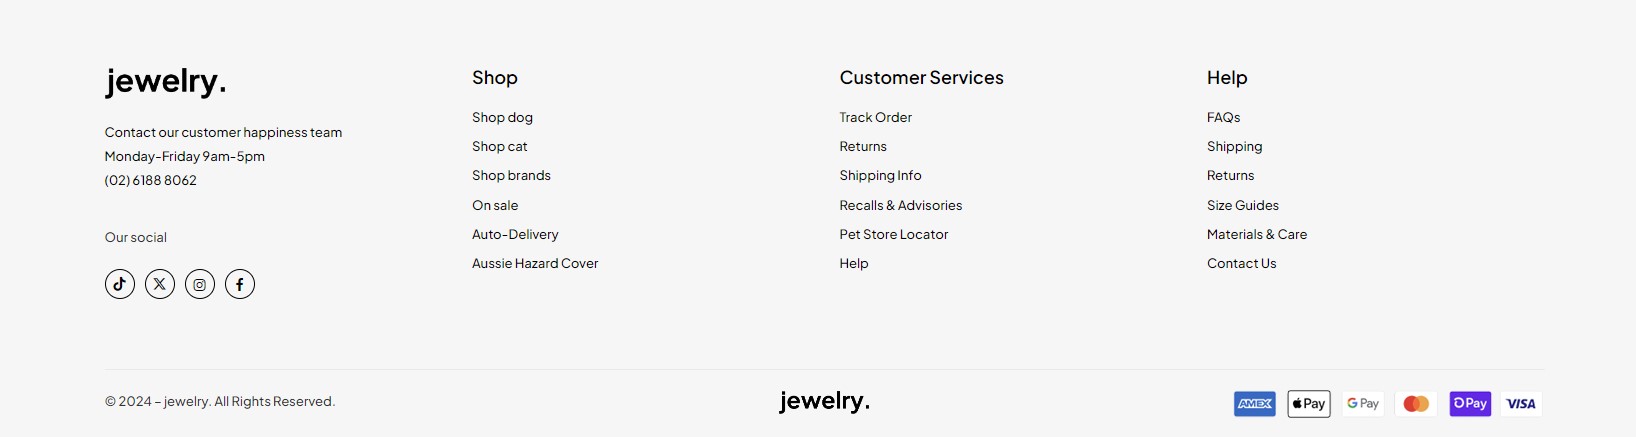 jewelry.
Contact our customer happiness team
Monday-Friday 9am-5pm
(02) 6188 8062
Our social
Shop
Shop dog
Shop cat
Shop brands
On sale
Auto-Delivery
Aussie Hazard Cover
Customer Services
Track Order
Returns
Shipping Info
Recalls & Advisories
Pet Store Locator
Help
Help
FAQs
Shipping
Returns
Size Guides
Materials & Care
Contact Us
© 2024 – jewelry. All Rights Reserved.
jewelry.
AMEX Pay G Pay Pay VISA